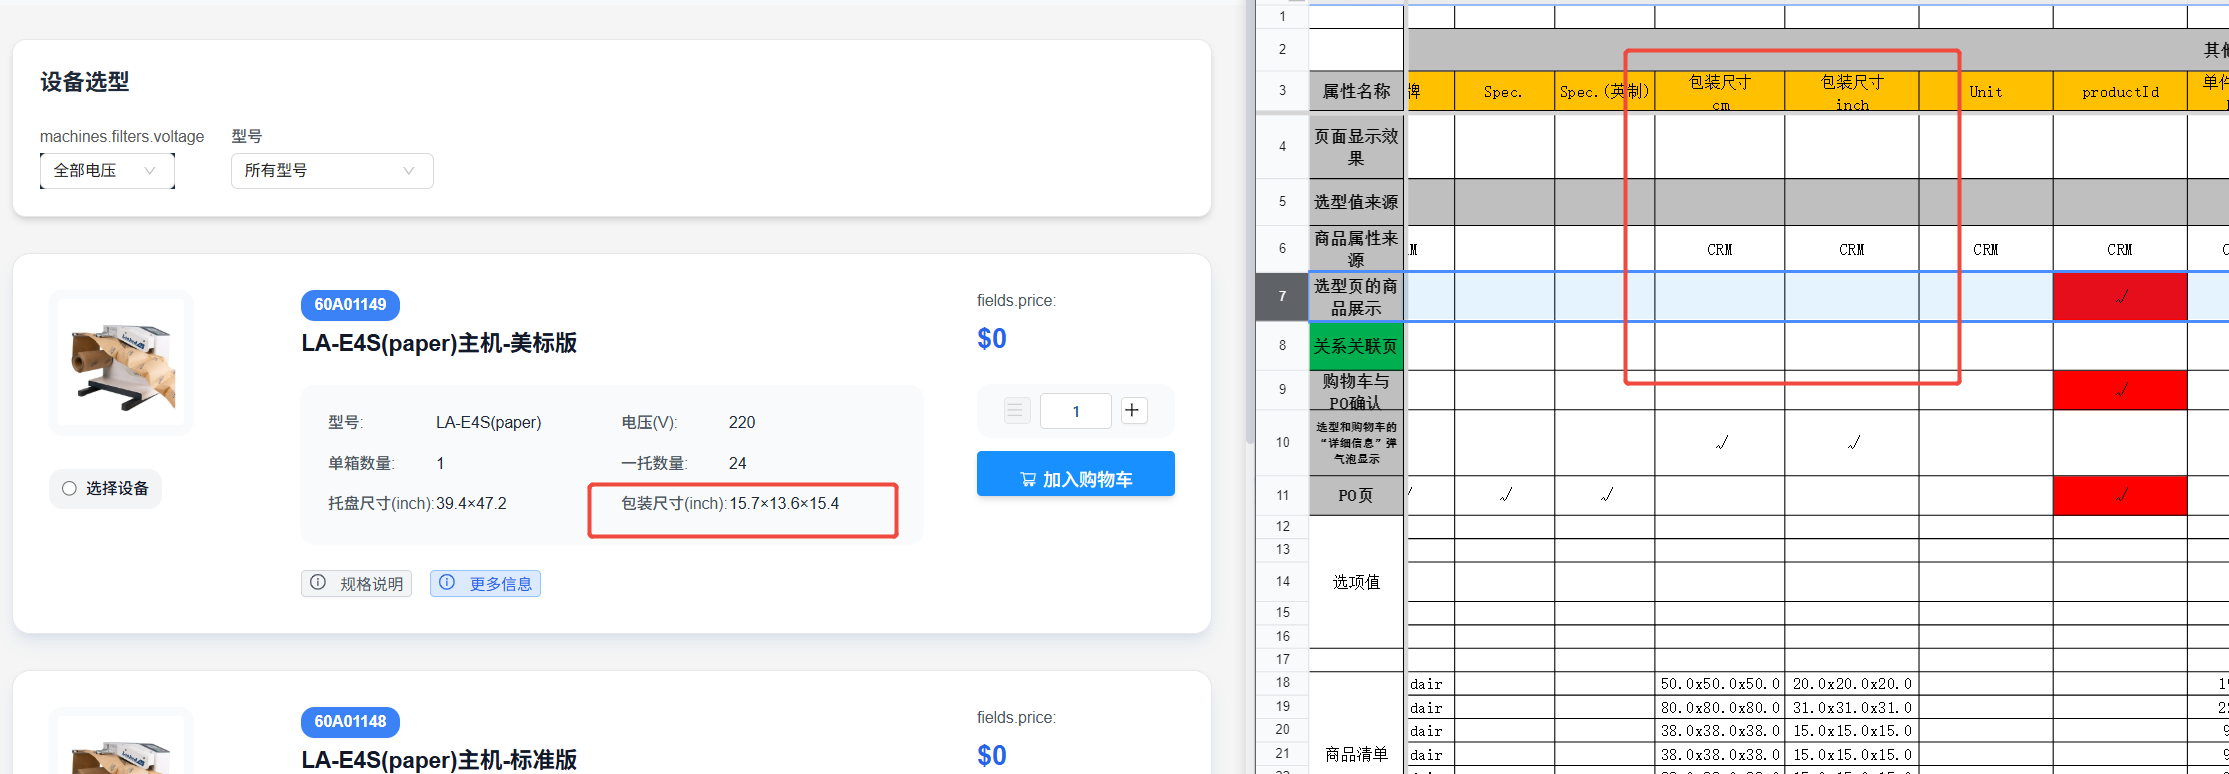 设备选型
machines.filters.voltage
型号
全部电压
所有型号
60A01149
LA-E4S(paper)主机-美标版
型号: LA-E4S(paper)
电压(V): 220
单箱数量: 1
一托数量: 24
托盘尺寸(inch): 39.4×47.2
包装尺寸(inch): 15.7×13.6×15.4
选择设备
规格说明
更多信息
fields.price:
$0
1
加入购物车
60A01148
LA-E4S(paper)主机-标准版
fields.price:
$0
1
2
3 属性名称 牌 Spec. Spec.(英制) 包装尺寸 cm 包装尺寸 inch Unit productId 单
4 页面显示效果
5 选型值来源
6 商品属性来源 CRM CRM CRM CRM
7 选型页的商品展示 √
8 关系关联页
9 购物车与PO确认 √
10 选型和购物车的“详细信息”弹气泡显示 √ √
11 PO页 √ √ √
12
13
14 选项值
15
16
17
18 dair 50.0x50.0x50.0 20.0x20.0x20.0
19 dair 80.0x80.0x80.0 31.0x31.0x31.0
20 dair 38.0x38.0x38.0 15.0x15.0x15.0
21 商品清单 dair 38.0x38.0x38.0 15.0x15.0x15.0